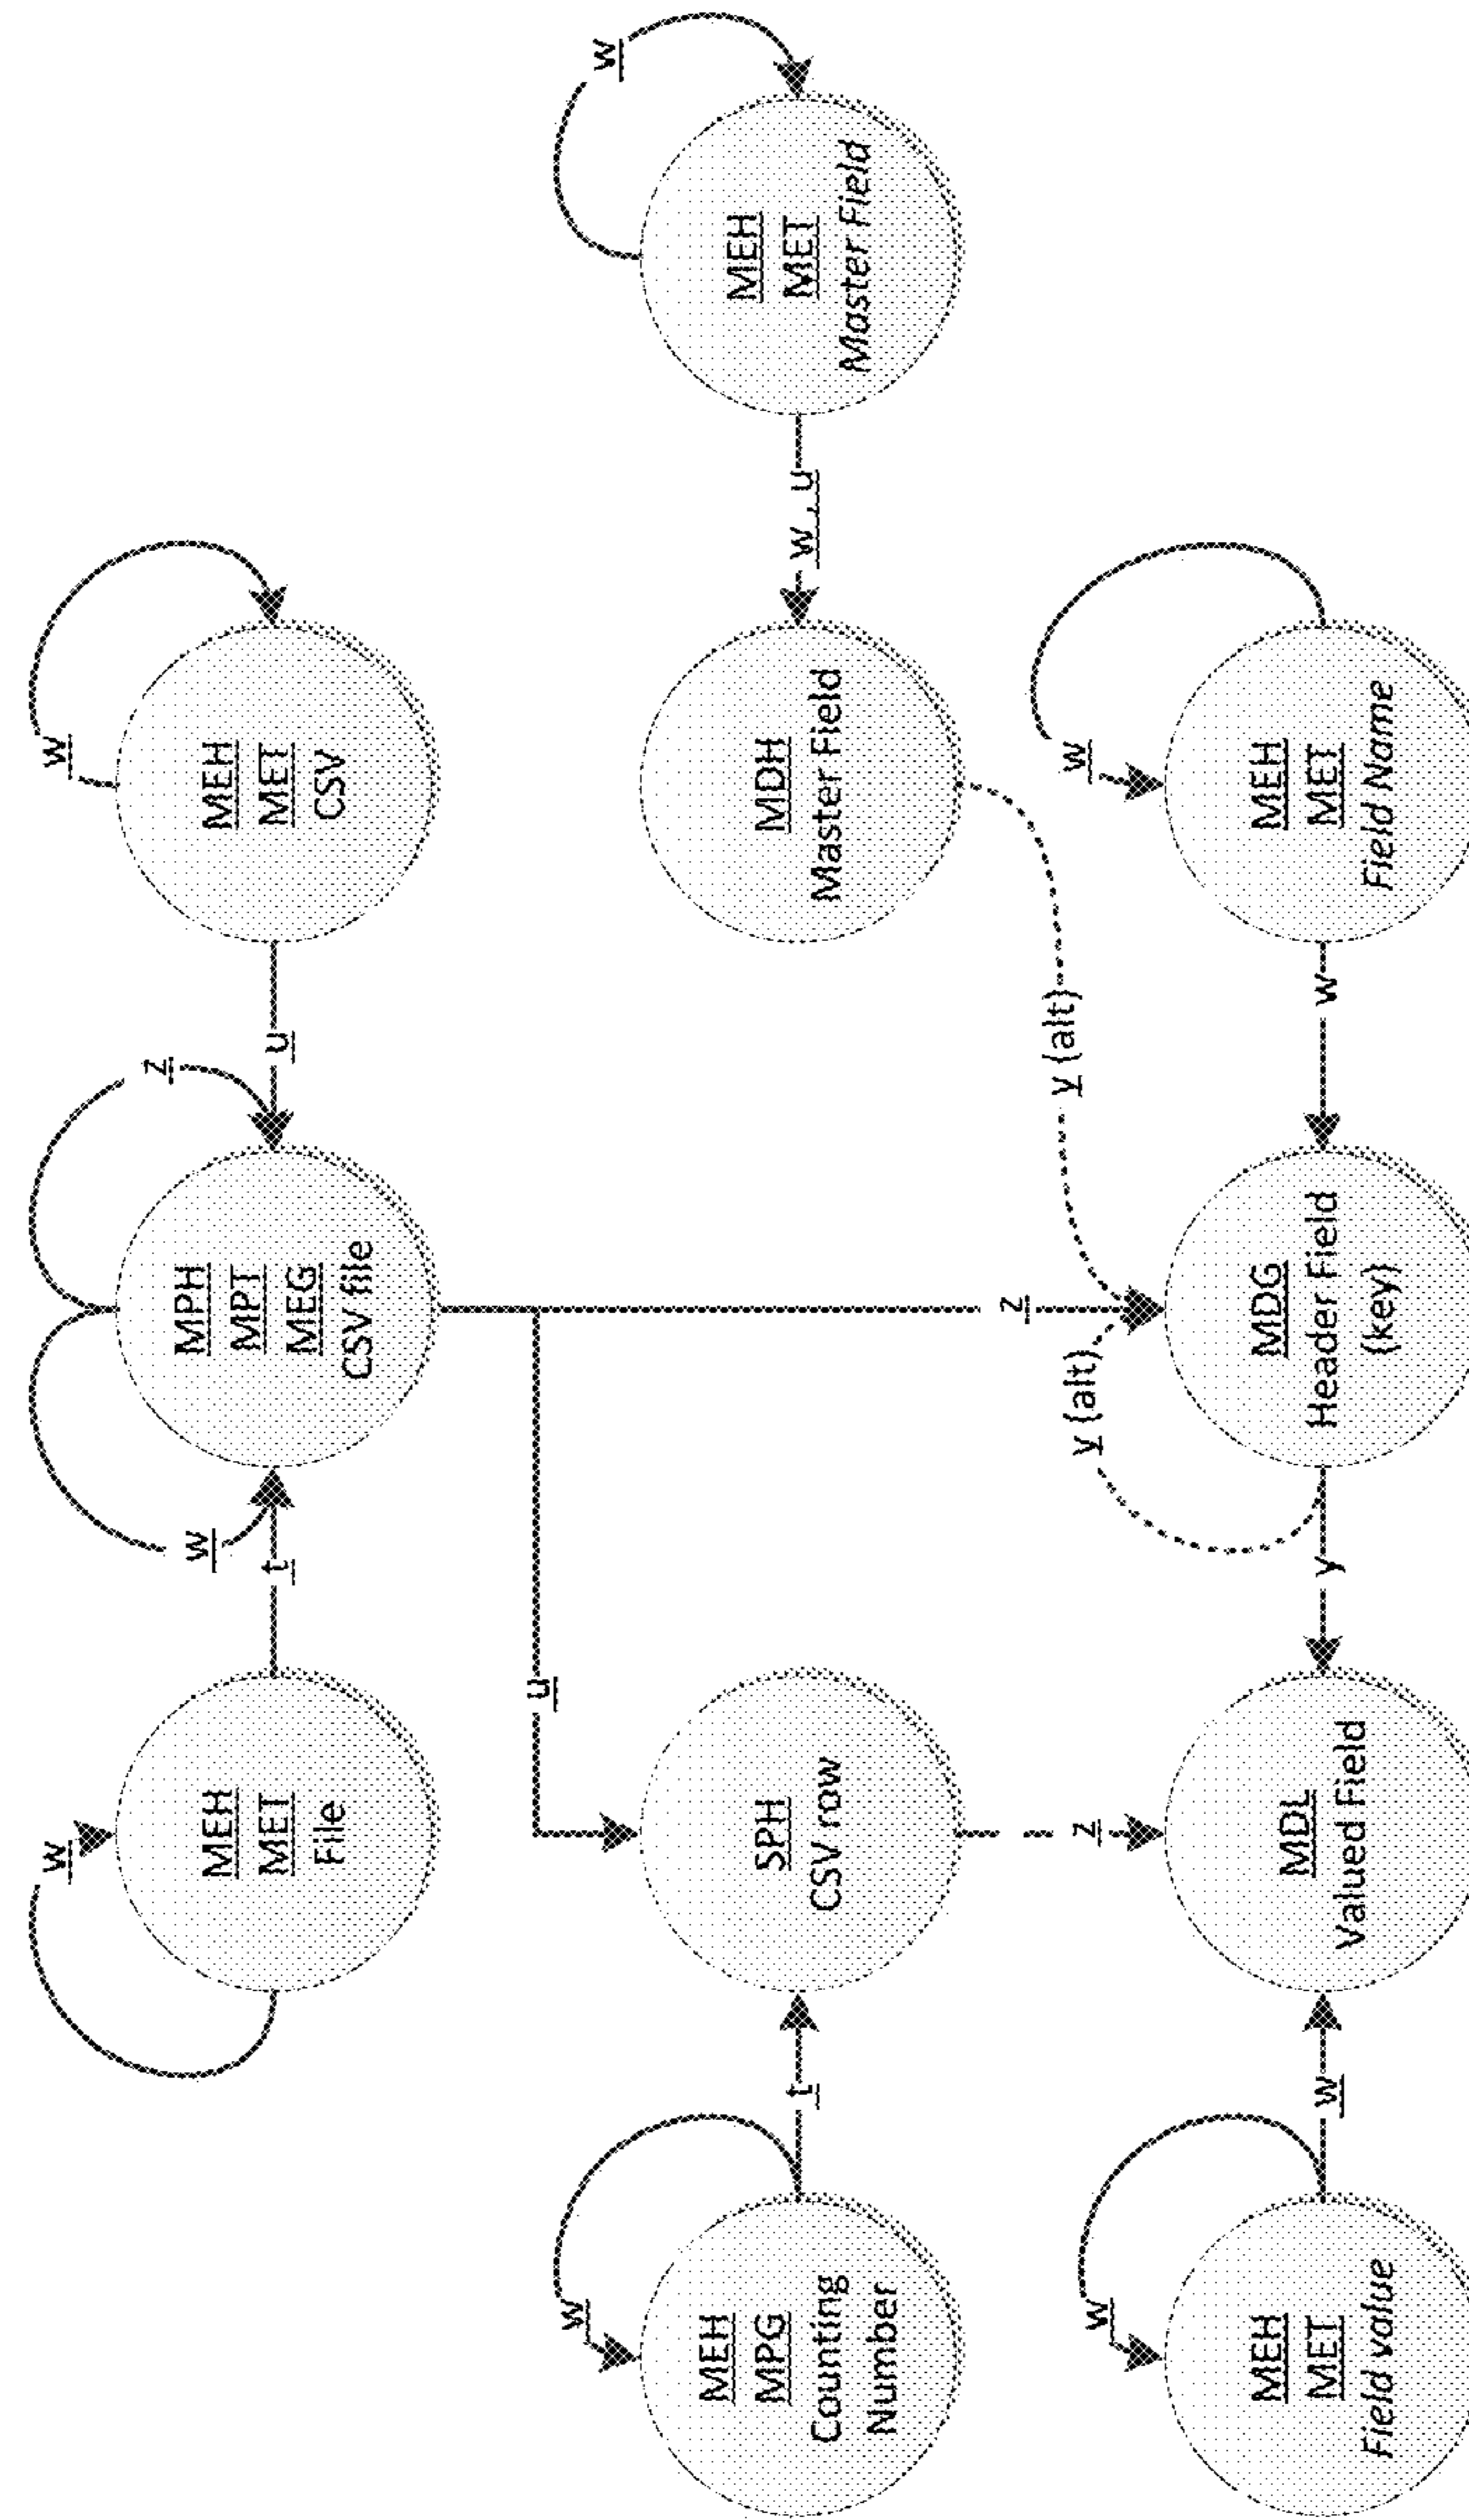 w
MEH
MET
File
t
w
MPH
MPT
MEG
CSV file
z
u
w
MEH
MET
CSV
w
MEH
MPG
Counting
Number
t
u
SPH
CSV row
MDH
Master Field
w, u
w
MEH
MET
Master Field
z
z
y (alt)
y (alt)
w
MEH
MET
Field value
w
MDL
Valued Field
y
MDG
Header Field
(key)
w
w
MEH
MET
Field Name